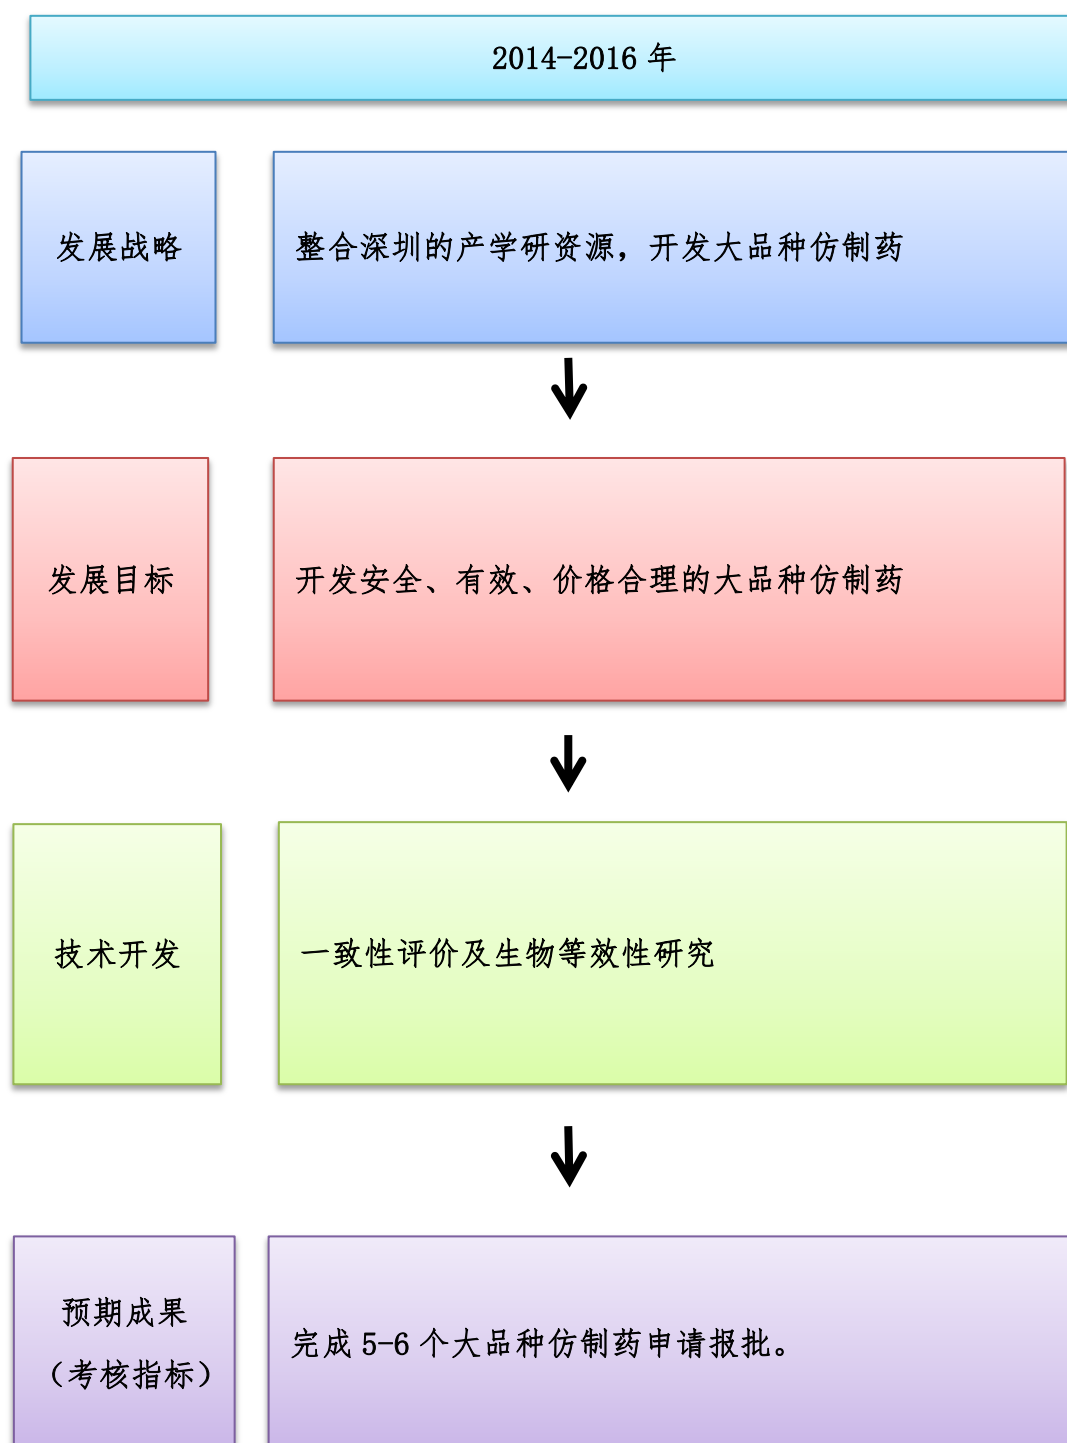 2014-2016 年
发展战略
整合深圳的产学研资源，开发大品种仿制药
发展目标
开发安全、有效、价格合理的大品种仿制药
技术开发
一致性评价及生物等效性研究
预期成果
（考核指标）
完成 5-6 个大品种仿制药申请报批。